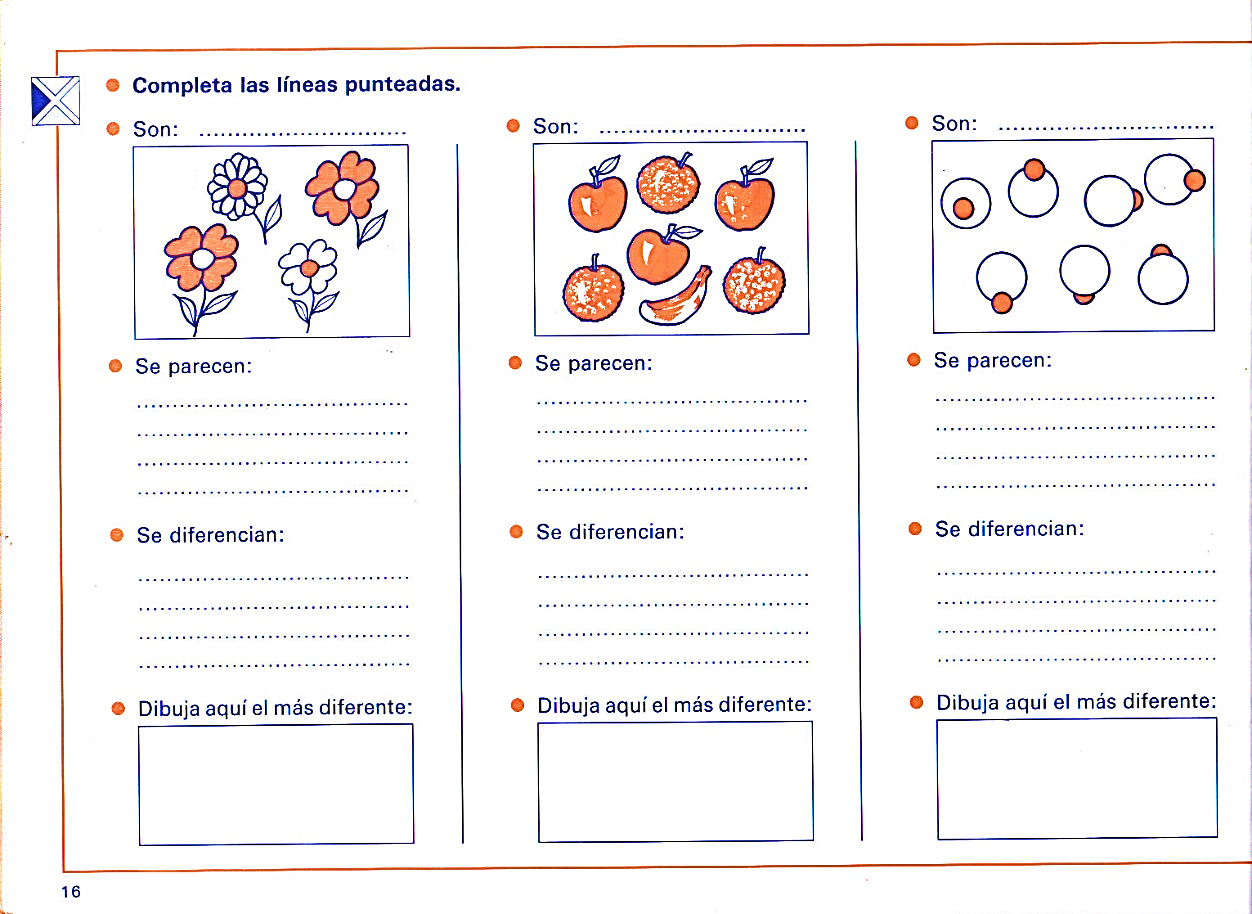 Completa las líneas punteadas.
Son: ............................
Se parecen:
Se diferencian:
Dibuja aquí el más diferente:
Son: ............................
Se parecen:
Se diferencian:
Dibuja aquí el más diferente:
Son: ............................
Se parecen:
Se diferencian:
Dibuja aquí el más diferente:
16